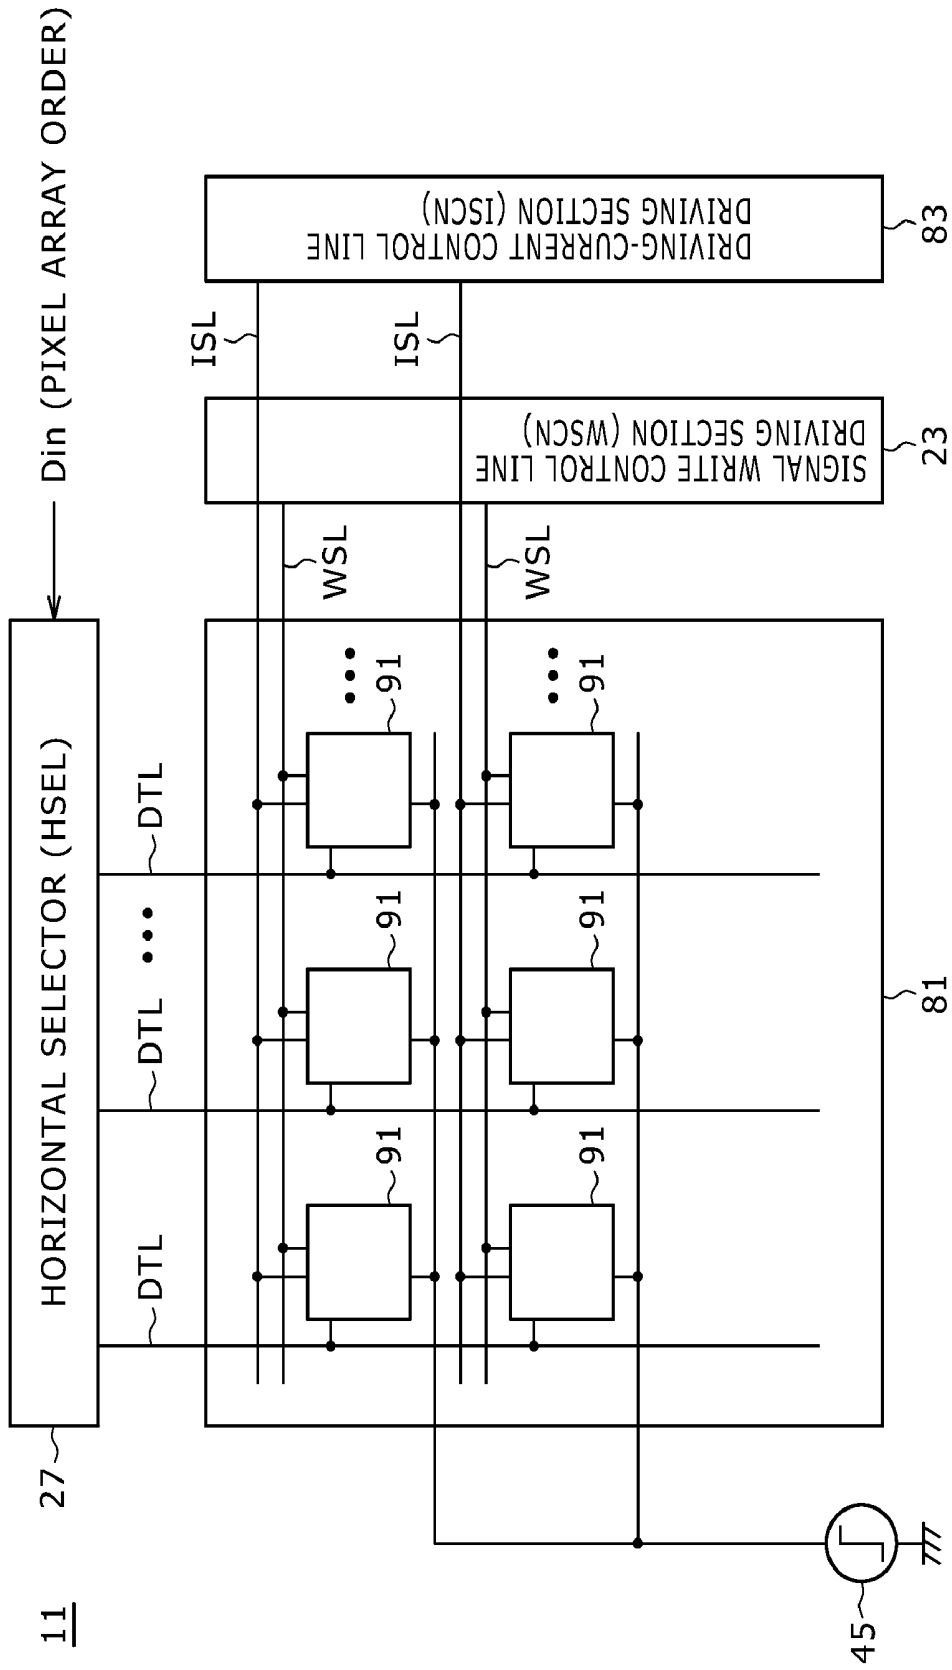 11
27
HORIZONTAL SELECTOR (HSEL)
Din (PIXEL ARRAY ORDER)
DTL
DTL
DTL
ISL
WSL
91
91
91
ISL
WSL
91
91
91
SIGNAL WRITE CONTROL LINE
DRIVING SECTION (WSCN)
DRIVING-CURRENT CONTROL LINE
DRIVING SECTION (ISCN)
45
81
23
83